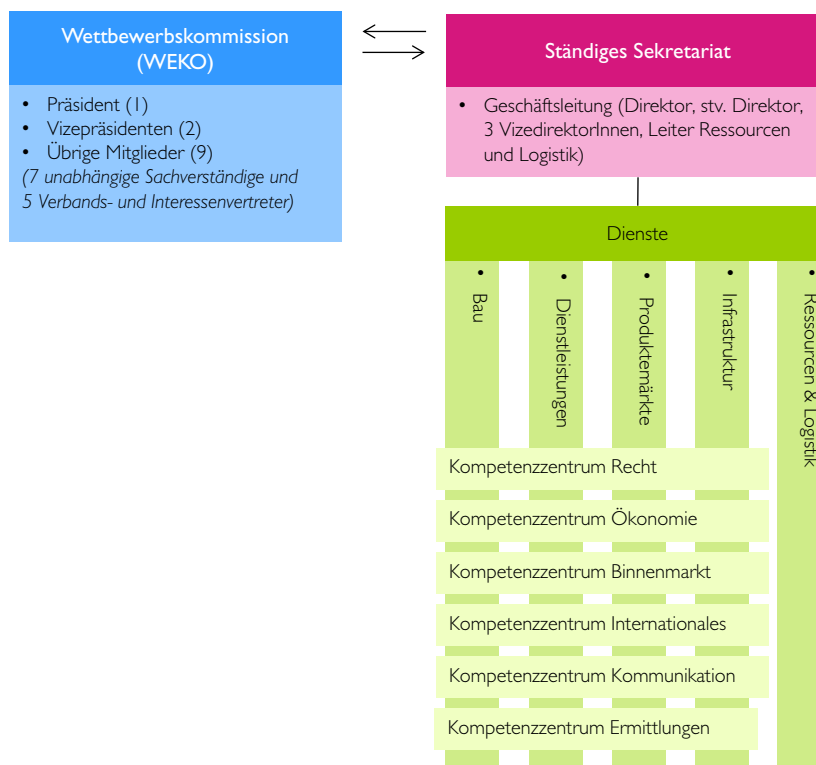 Wettbewerbskommission
(WEKO)
• Präsident (1)
• Vizepräsidenten (2)
• Übrige Mitglieder (9)
(7 unabhängige Sachverständige und
5 Verbands- und Interessenvertreter)
Ständiges Sekretariat
• Geschäftsleitung (Direktor, stv. Direktor,
3 VizedirektorInnen, Leiter Ressourcen
und Logistik)
Dienste
• Bau
• Dienstleistungen
• Produktemärkte
• Infrastruktur
• Ressourcen & Logistik
Kompetenzzentrum Recht
Kompetenzzentrum Ökonomie
Kompetenzzentrum Binnenmarkt
Kompetenzzentrum Internationales
Kompetenzzentrum Kommunikation
Kompetenzzentrum Ermittlungen